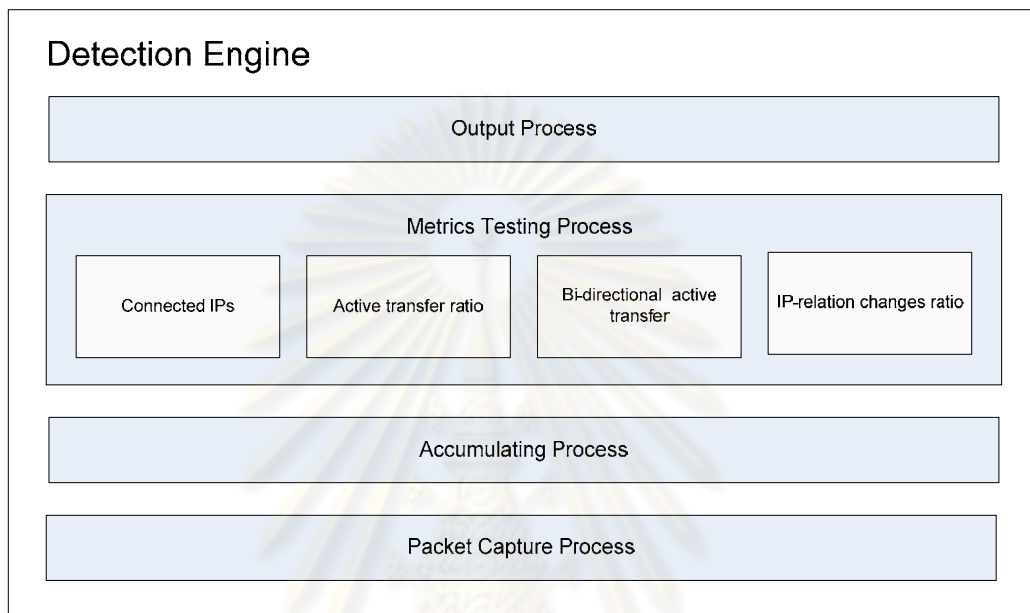 Detection Engine
Output Process
Metrics Testing Process
Connected IPs
Active transfer ratio
Bi-directional active
transfer
IP-relation changes ratio
Accumulating Process
Packet Capture Process